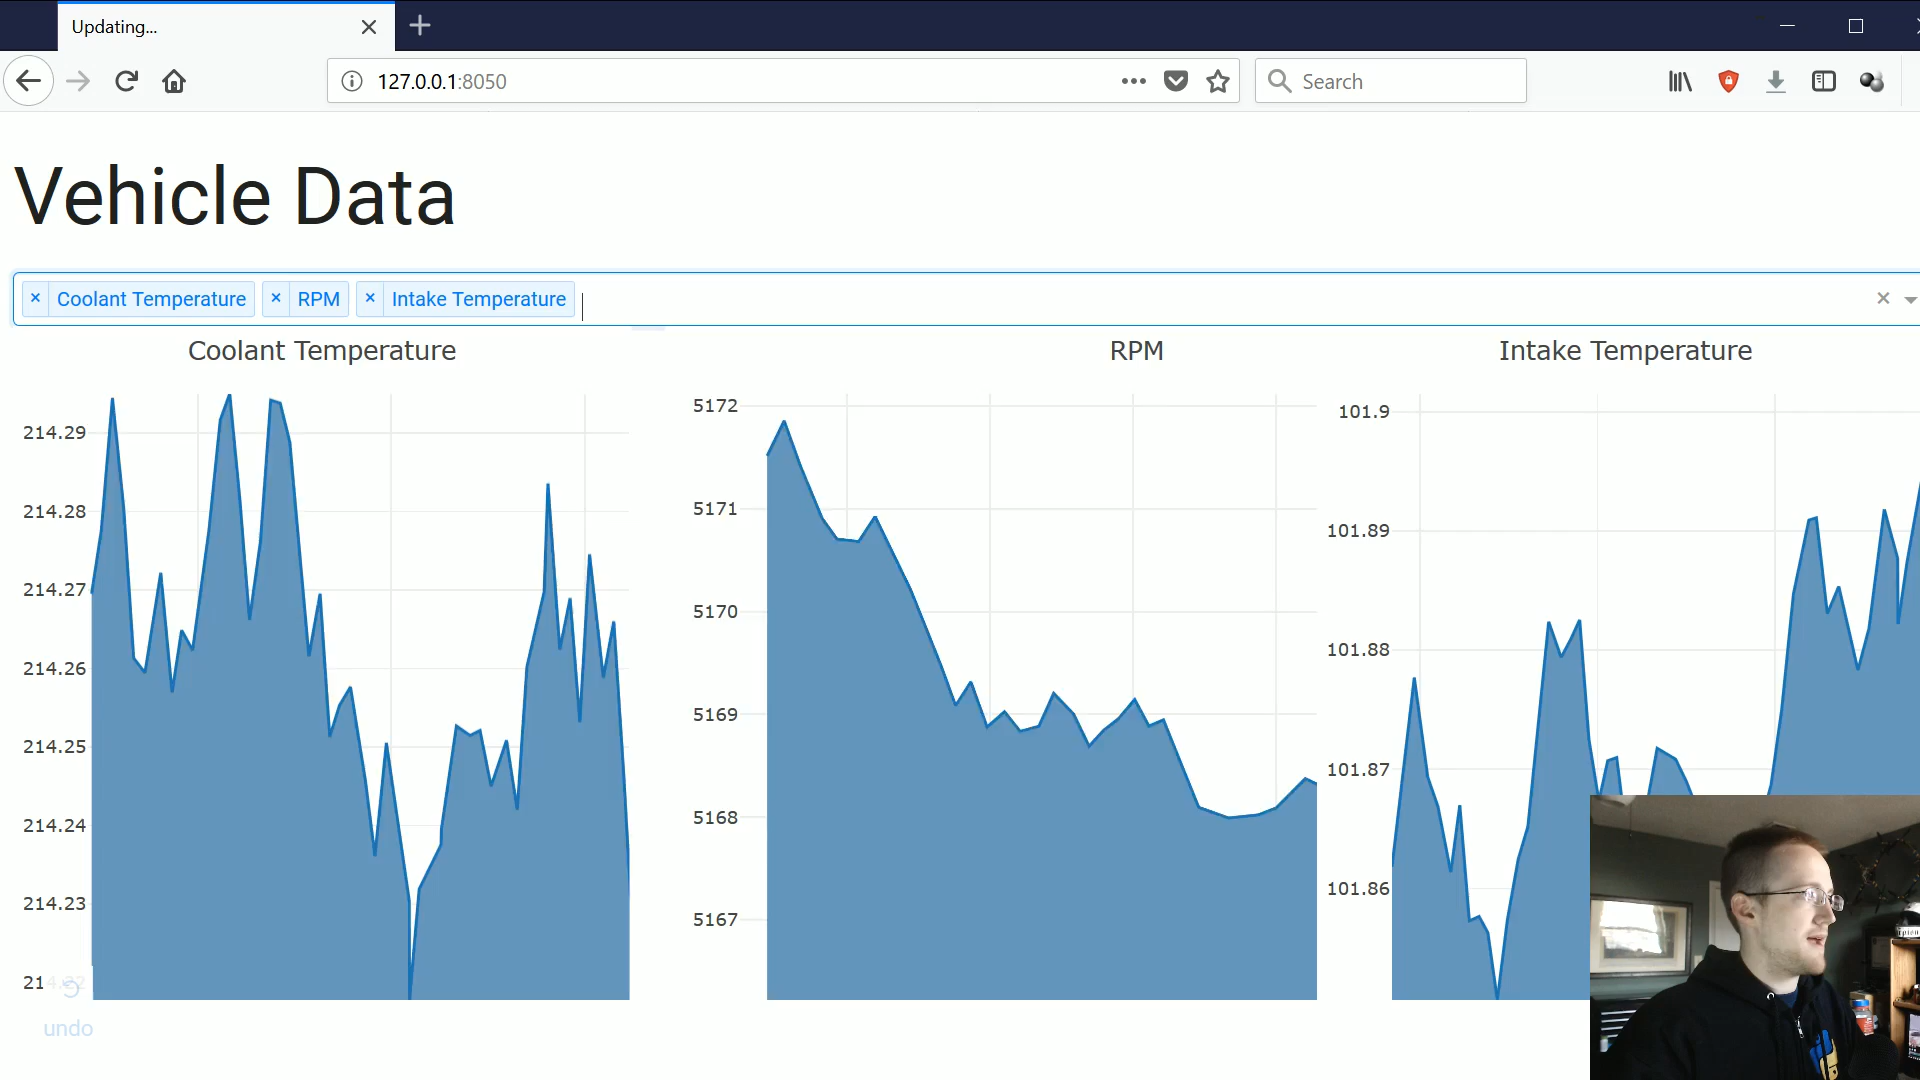 Updating...
127.0.0.1:8050
Search
Vehicle Data
× Coolant Temperature × RPM × Intake Temperature
Coolant Temperature
RPM
Intake Temperature
214.29
214.28
214.27
214.26
214.25
214.24
214.23
214.22
5172
5171
5170
5169
5168
5167
101.9
101.89
101.88
101.87
101.86
undo